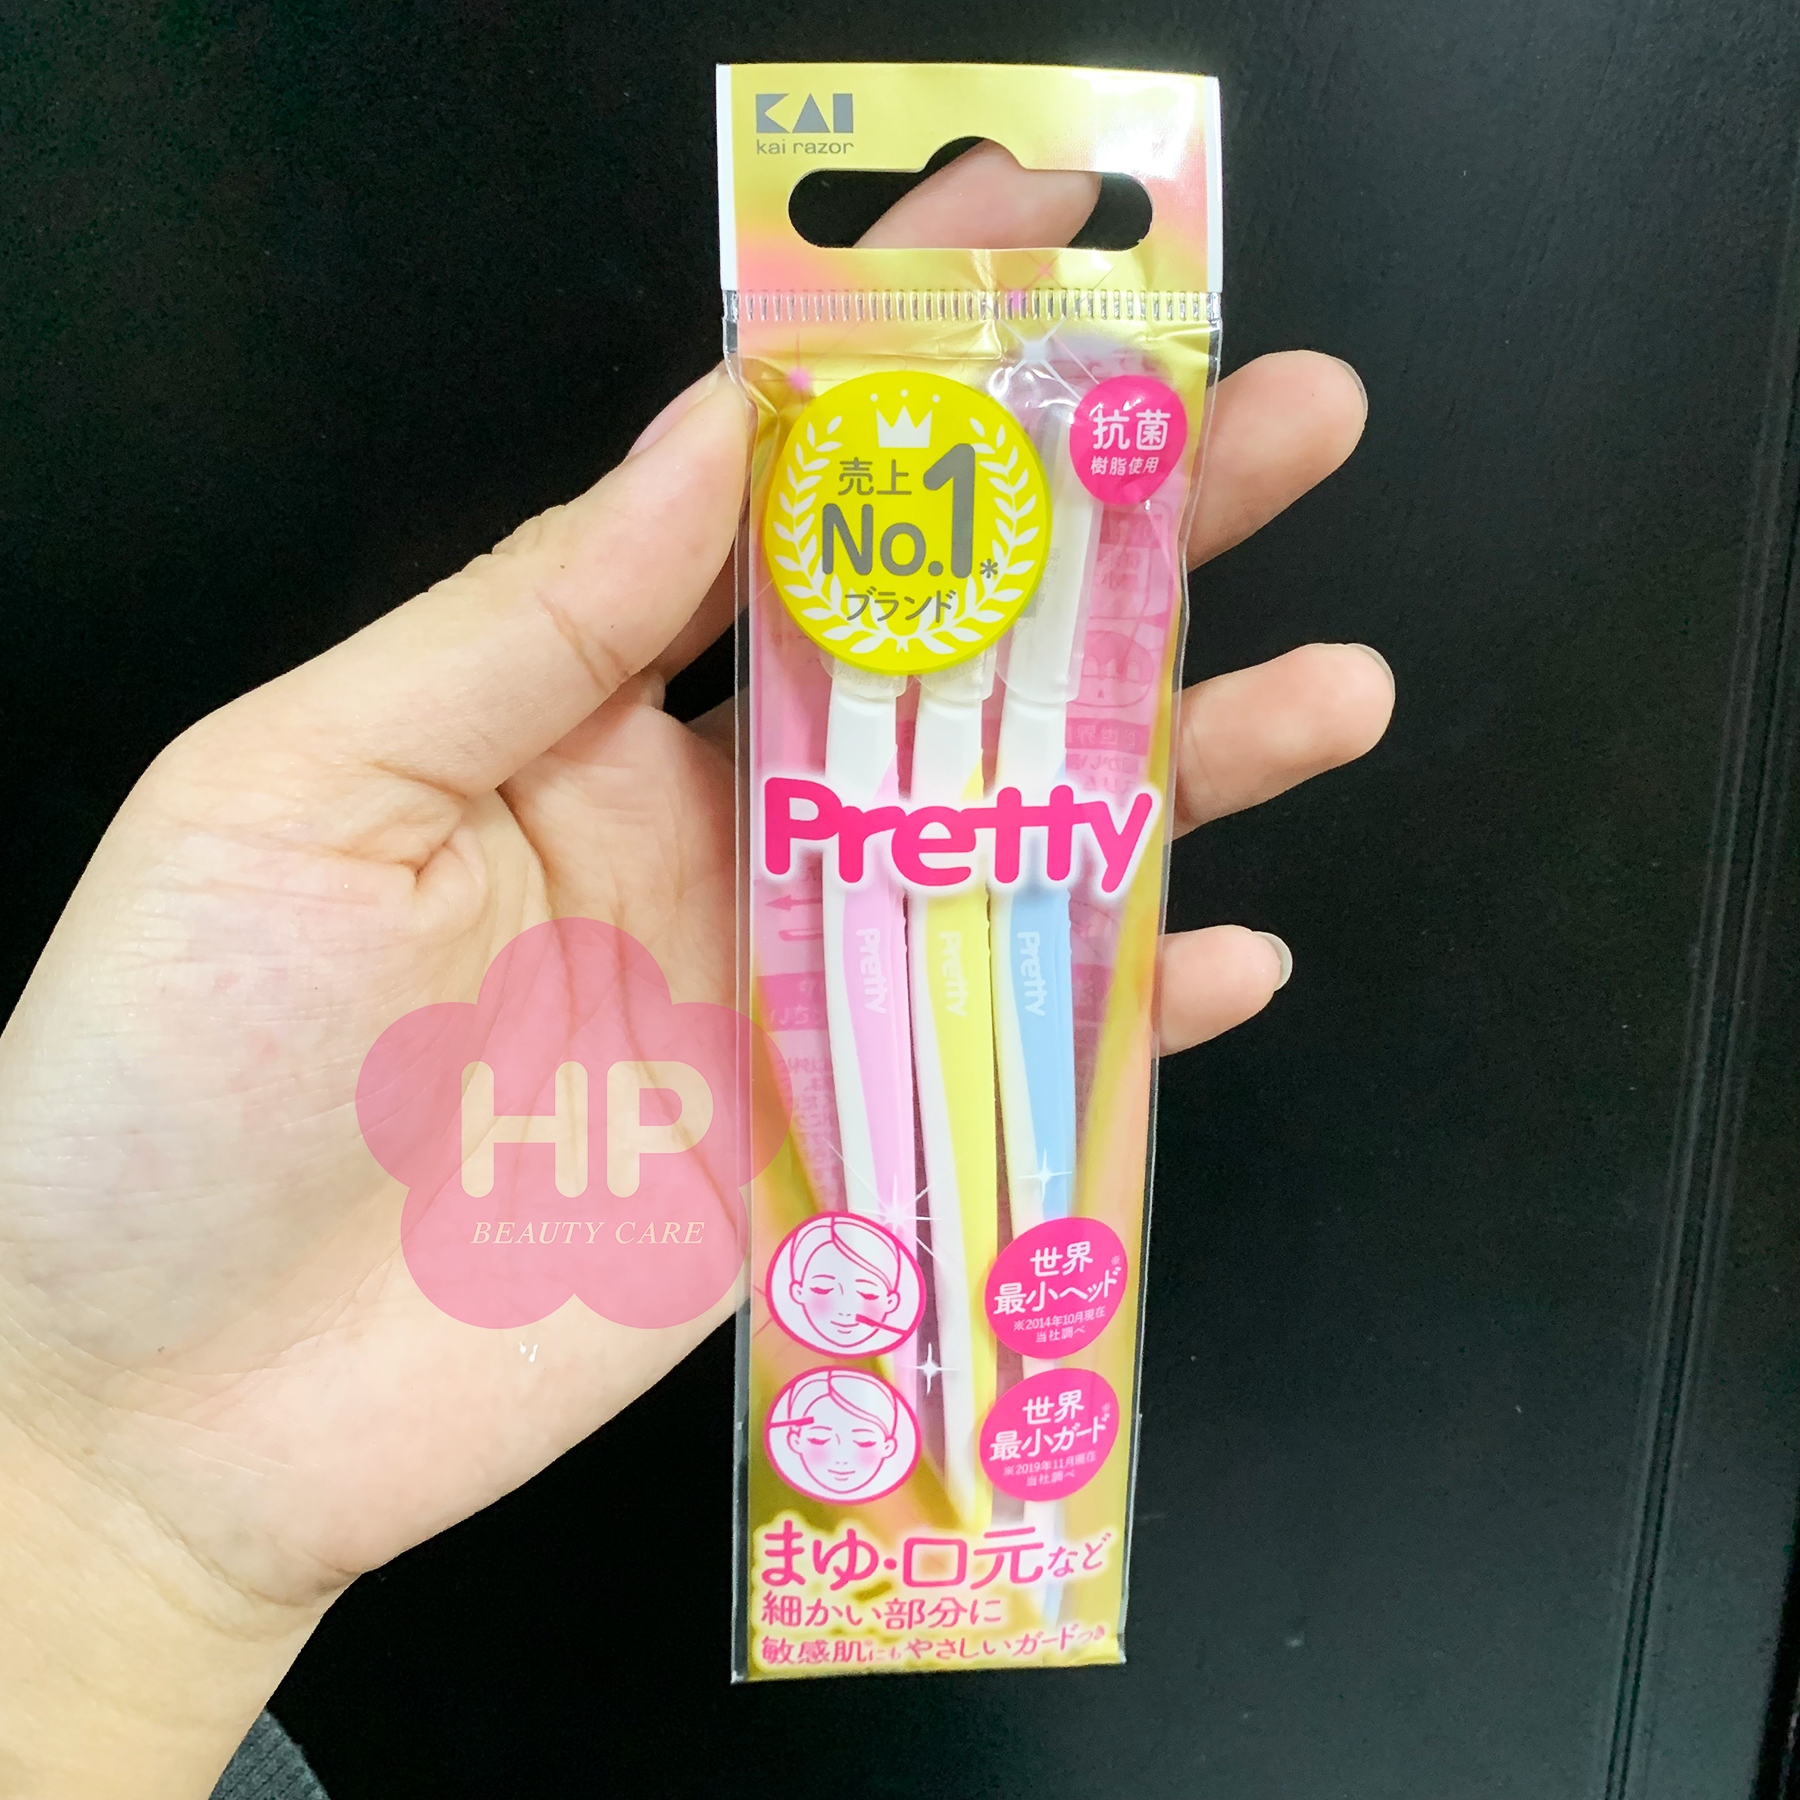 KAI
kai razor
抗菌
樹脂使用
売上
No.1*
ブランド
Pretty
Pretty
Pretty
Pretty
HP
BEAUTY CARE
世界
最小ヘッド※
※2014年10月現在
当社調べ
世界
最小ガード※
※2019年11月現在
当社調べ
まゆ・口元など
細かい部分に
敏感肌※にもやさしいガードつき